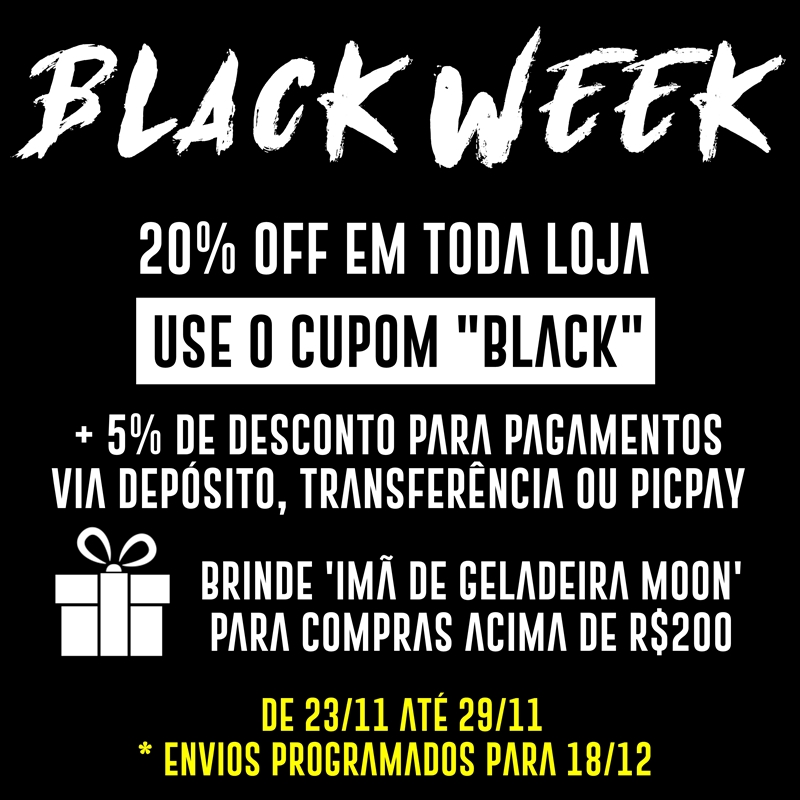 BLACK WEEK
20% OFF EM TODA LOJA
USE O CUPOM "BLACK"
+ 5% DE DESCONTO PARA PAGAMENTOS
VIA DEPÓSITO, TRANSFERÊNCIA OU PICPAY
BRINDE 'IMÃ DE GELADEIRA MOON'
PARA COMPRAS ACIMA DE R$200
DE 23/11 ATÉ 29/11
* ENVIOS PROGRAMADOS PARA 18/12